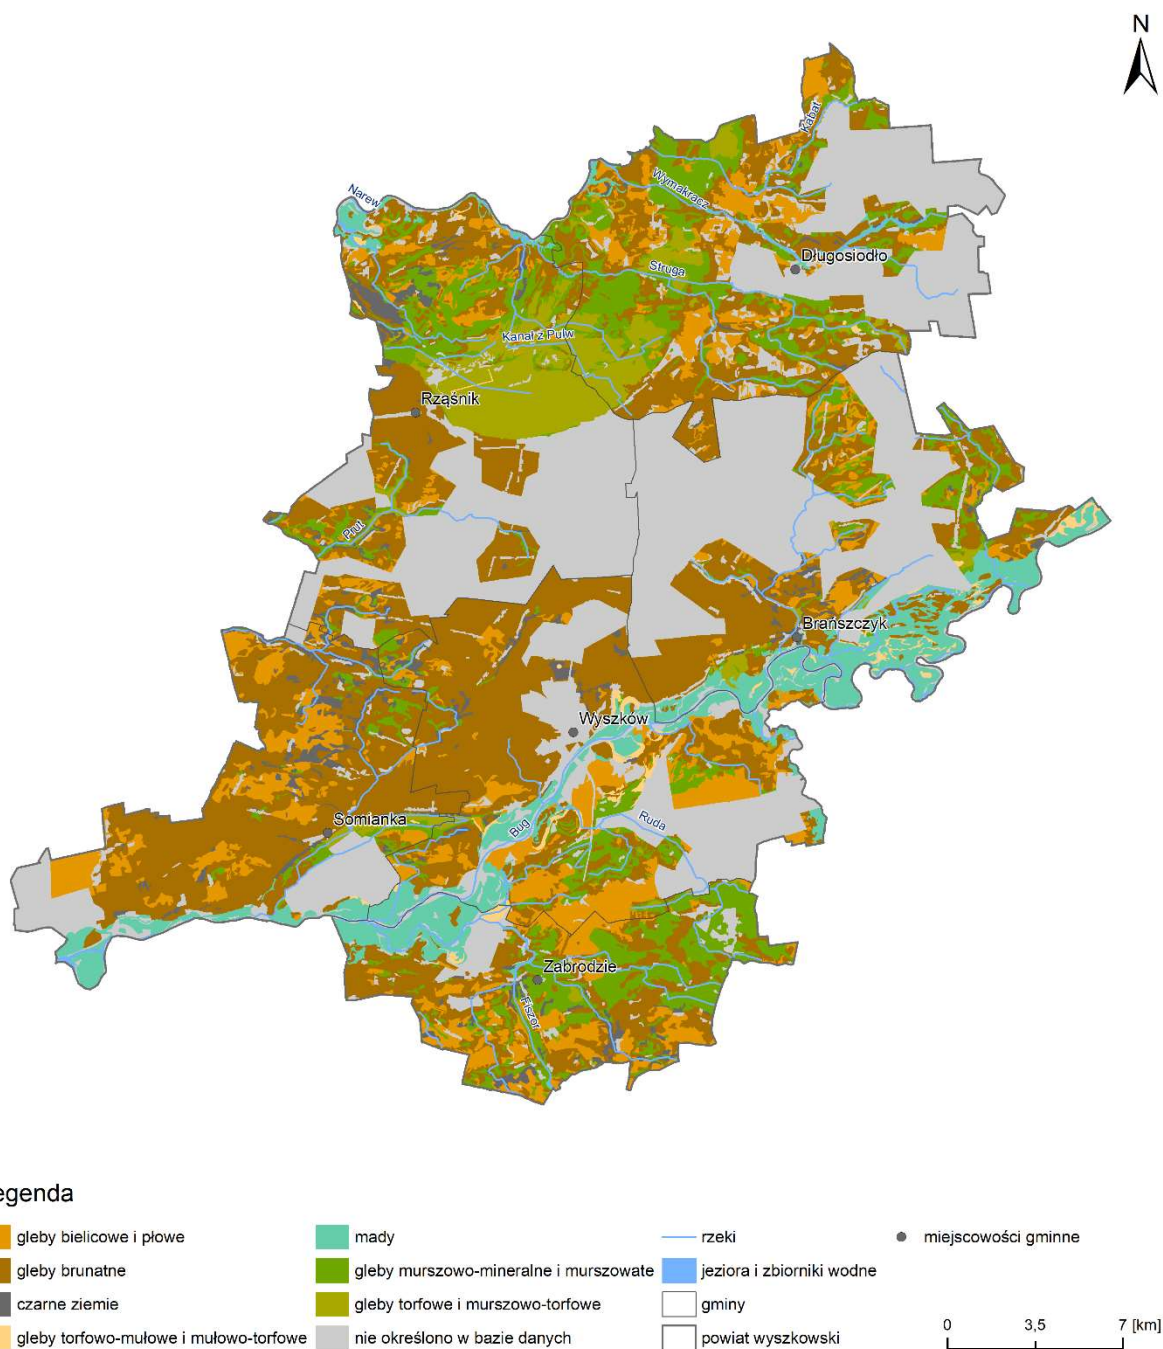 N
Kabat
Wymakracz
Narew
Długosiodło
Struga
Kanał z Pulw
Rząśnik
Prut
Brańszczyk
Wyszków
Somianka
Bug
Ruda
Zabrodzie
Fiszor
egenda
gleby bielicowe i płowe
mady
rzeki
miejscowości gminne
gleby brunatne
gleby murszowo-mineralne i murszowate
jeziora i zbiorniki wodne
czarne ziemie
gleby torfowe i murszowo-torfowe
gminy
0 3,5 7 [km]
gleby torfowo-mułowe i mułowo-torfowe
nie określono w bazie danych
powiat wyszkowski